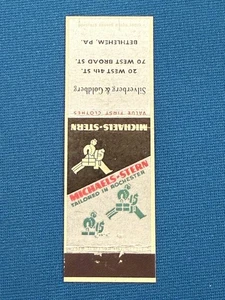 BETHLEHEM, PA.
70 WEST BROAD ST.
20 WEST 4th ST.
Silverberg & Goldberg
VALUE FIRST CLOTHES
MICHAELS-STERN
MICHAELS-STERN
TAILORED IN ROCHESTER